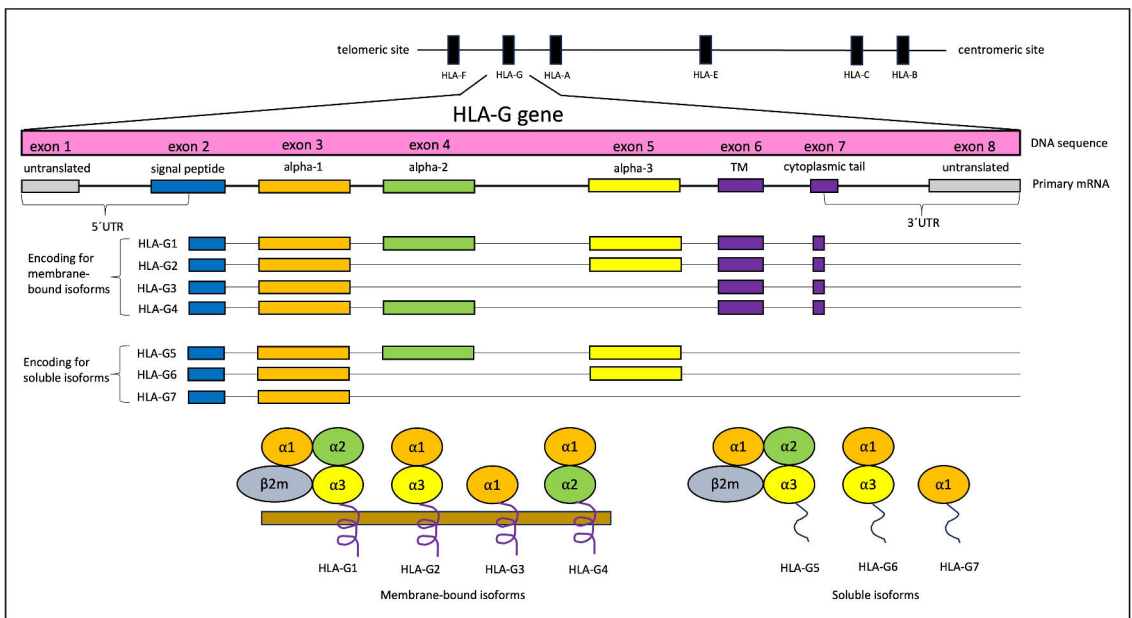 telomeric site
centromeric site
HLA-F
HLA-G
HLA-A
HLA-E
HLA-C
HLA-B
HLA-G gene
exon 1
exon 2
exon 3
exon 4
exon 5
exon 6
exon 7
exon 8
DNA sequence
untranslated
signal peptide
alpha-1
alpha-2
alpha-3
TM
cytoplasmic tail
untranslated
Primary mRNA
5´UTR
3´UTR
Encoding for
membrane-
bound isoforms
HLA-G1
HLA-G2
HLA-G3
HLA-G4
Encoding for
soluble isoforms
HLA-G5
HLA-G6
HLA-G7
α1
α2
β2m
α3
α1
α3
α1
α1
α2
α1
α2
β2m
α3
α1
α3
α1
HLA-G1
HLA-G2
HLA-G3
HLA-G4
HLA-G5
HLA-G6
HLA-G7
Membrane-bound isoforms
Soluble isoforms